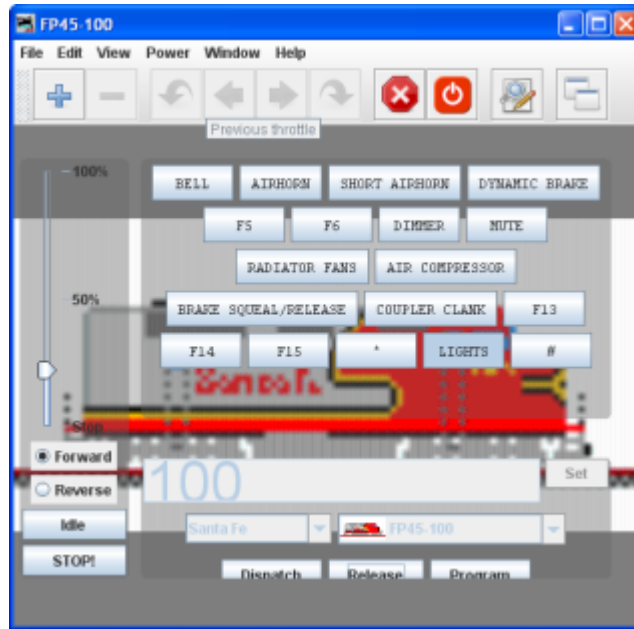 FP45-100
File Edit View Power Window Help
Previous throttle
100%
BELL AIRHORN SHORT AIRHORN DYNAMIC BRAKE
F5 F6 DIMMER MUTE
RADIATOR FANS AIR COMPRESSOR
50%
BRAKE SQUEAL/RELEASE COUPLER CLANK F13
F14 F15 * LIGHTS #
Santa Fe
Stop
Forward
Reverse
100 Set
Idle
Santa Fe FP45-100
STOP!
Dispatch Release Program